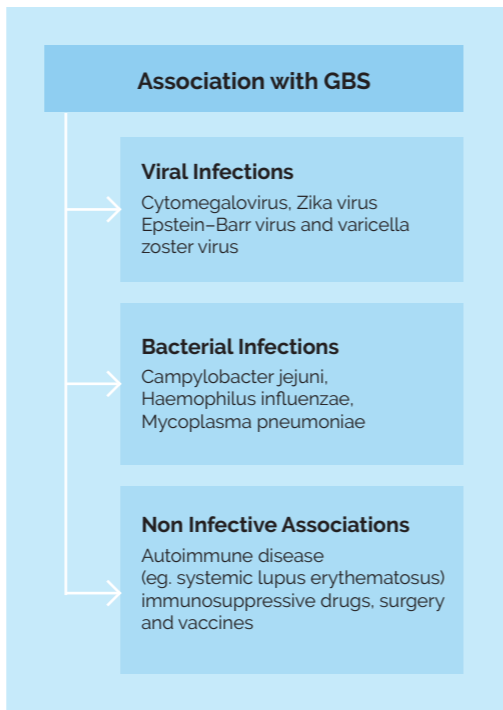 Association with GBS
Viral Infections
Cytomegalovirus, Zika virus
Epstein–Barr virus and varicella
zoster virus
Bacterial Infections
Campylobacter jejuni,
Haemophilus influenzae,
Mycoplasma pneumoniae
Non Infective Associations
Autoimmune disease
(eg. systemic lupus erythematosus)
immunosuppressive drugs, surgery
and vaccines